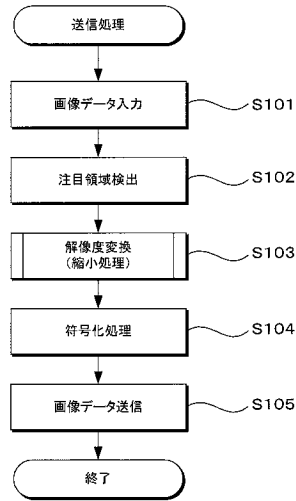 送信処理
画像データ入力
S101
注目領域検出
S102
解像度変換
(縮小処理)
S103
符号化処理
S104
画像データ送信
S105
終了